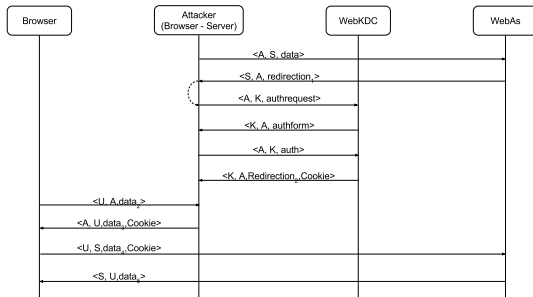 Browser
Attacker
(Browser - Server)
WebKDC
WebAs
<A, S, data>
<S, A, redirection₁>
<A, K, authrequest>
<K, A, authform>
<A, K, auth>
<K, A,Redirection₂,Cookie>
<U, A,data₂>
<A, U,data₃,Cookie>
<U, S,data₄,Cookie>
<S, U,data₅>